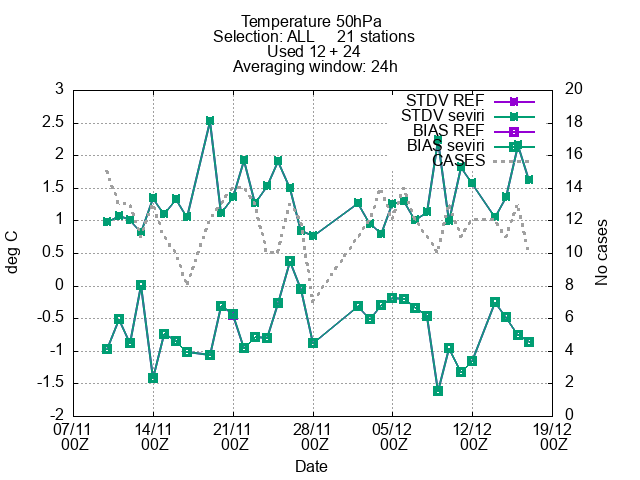 Temperature 50hPa
Selection: ALL 21 stations
Used 12 + 24
Averaging window: 24h
3
2.5
2
1.5
1
0.5
0
-0.5
-1
-1.5
-2
deg C
20
18
16
14
12
10
8
6
4
2
0
No cases
STDV REF
STDV seviri
BIAS REF
BIAS seviri
CASES
07/11 14/11 21/11 28/11 05/12 12/12 19/12
00Z 00Z 00Z 00Z 00Z 00Z 00Z
Date